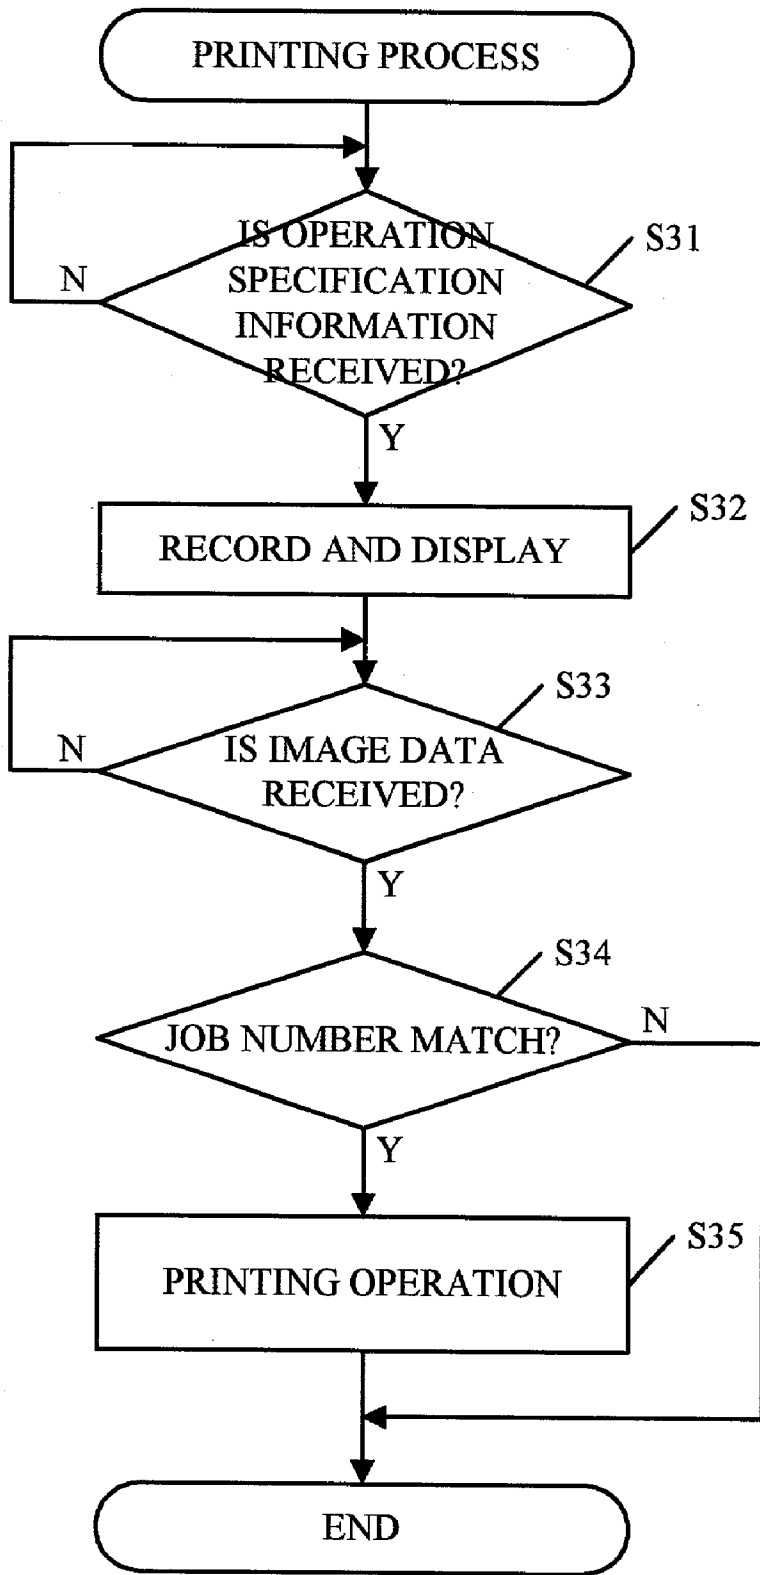 PRINTING PROCESS
IS OPERATION
SPECIFICATION
INFORMATION
RECEIVED?
S31
N
Y
RECORD AND DISPLAY
S32
IS IMAGE DATA
RECEIVED?
S33
N
Y
JOB NUMBER MATCH?
S34
N
Y
PRINTING OPERATION
S35
END